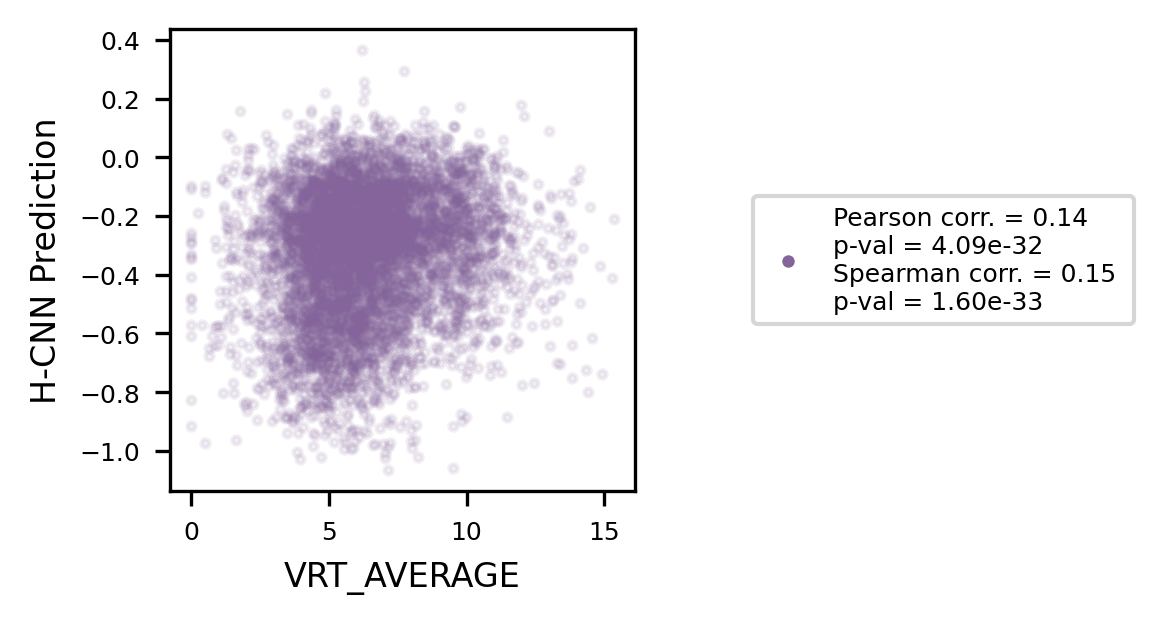 0.4
0.2
0.0
−0.2
−0.4
−0.6
−0.8
−1.0
H-CNN Prediction
0 5 10 15
VRT_AVERAGE
Pearson corr. = 0.14
p-val = 4.09e-32
Spearman corr. = 0.15
p-val = 1.60e-33